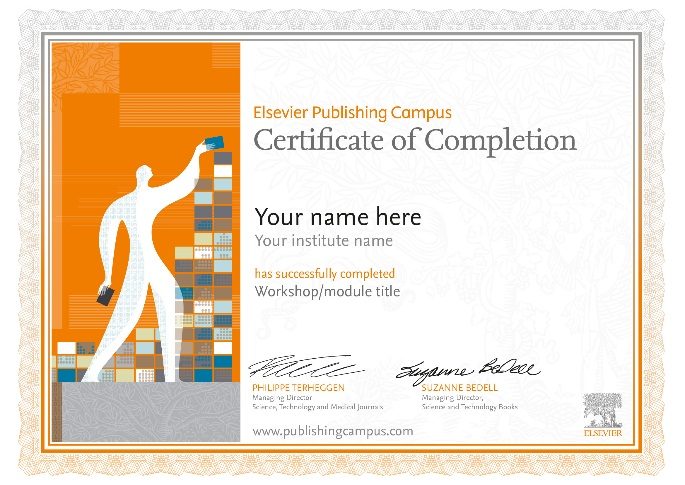 Elsevier Publishing Campus
Certificate of Completion
Your name here
Your institute name
has successfully completed
Workshop/module title
Suzanne BeDell
PHILIPPE TERHEGGEN
Managing Director
Science, Technology and Medical Journals
SUZANNE BEDELL
Managing Director,
Science and Technology Books
www.publishingcampus.com
ELSEVIER